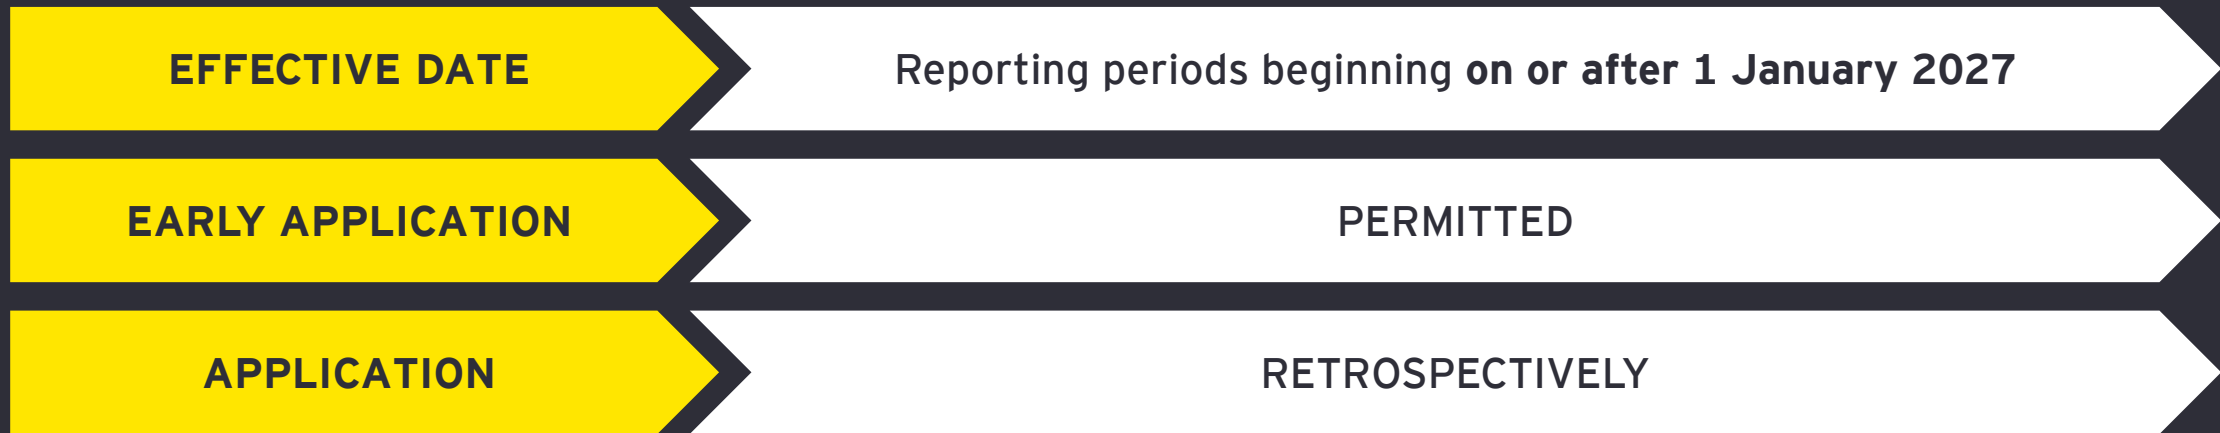 EFFECTIVE DATE
Reporting periods beginning on or after 1 January 2027
EARLY APPLICATION
PERMITTED
APPLICATION
RETROSPECTIVELY